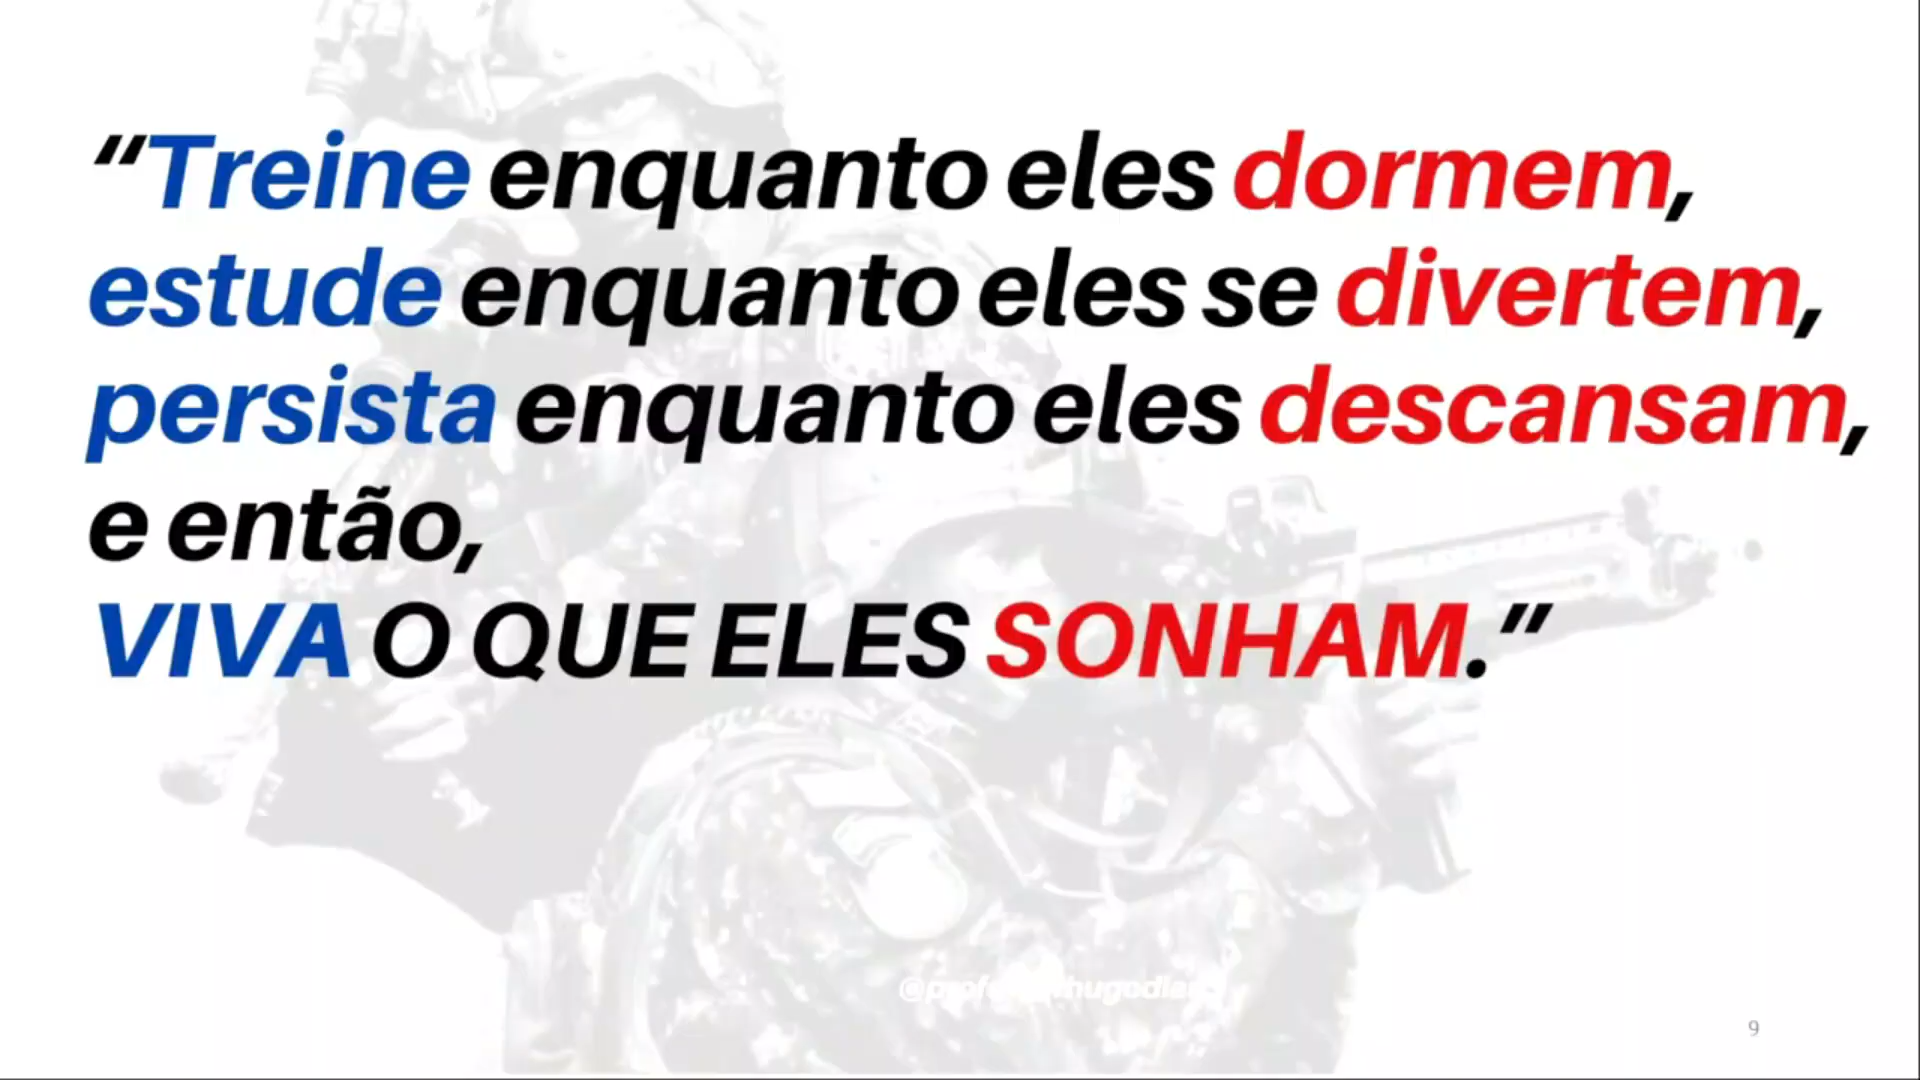 “Treine enquanto eles dormem,
estude enquanto eles se divertem,
persista enquanto eles descansam,
e então,
VIVA O QUE ELES SONHAM.”
9